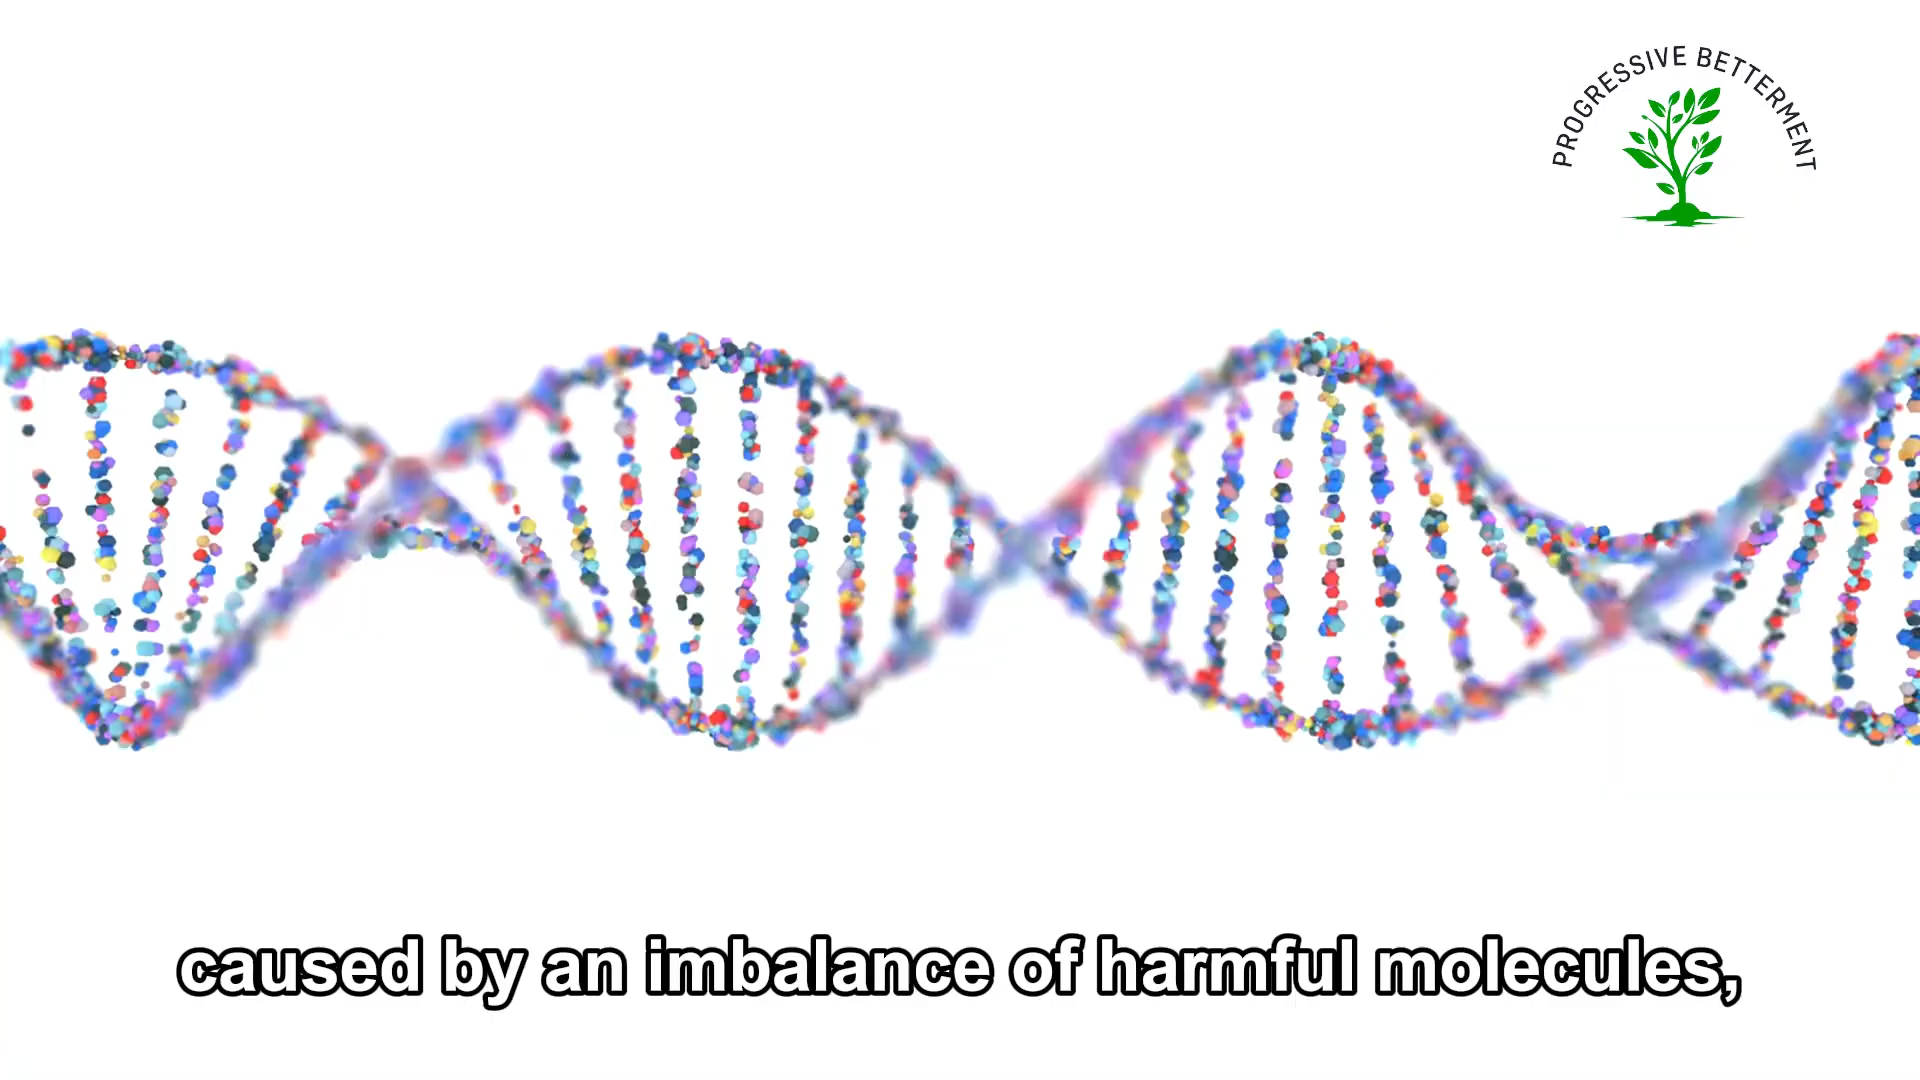 PROGRESSIVE BETTERMENT
caused by an imbalance of harmful molecules,